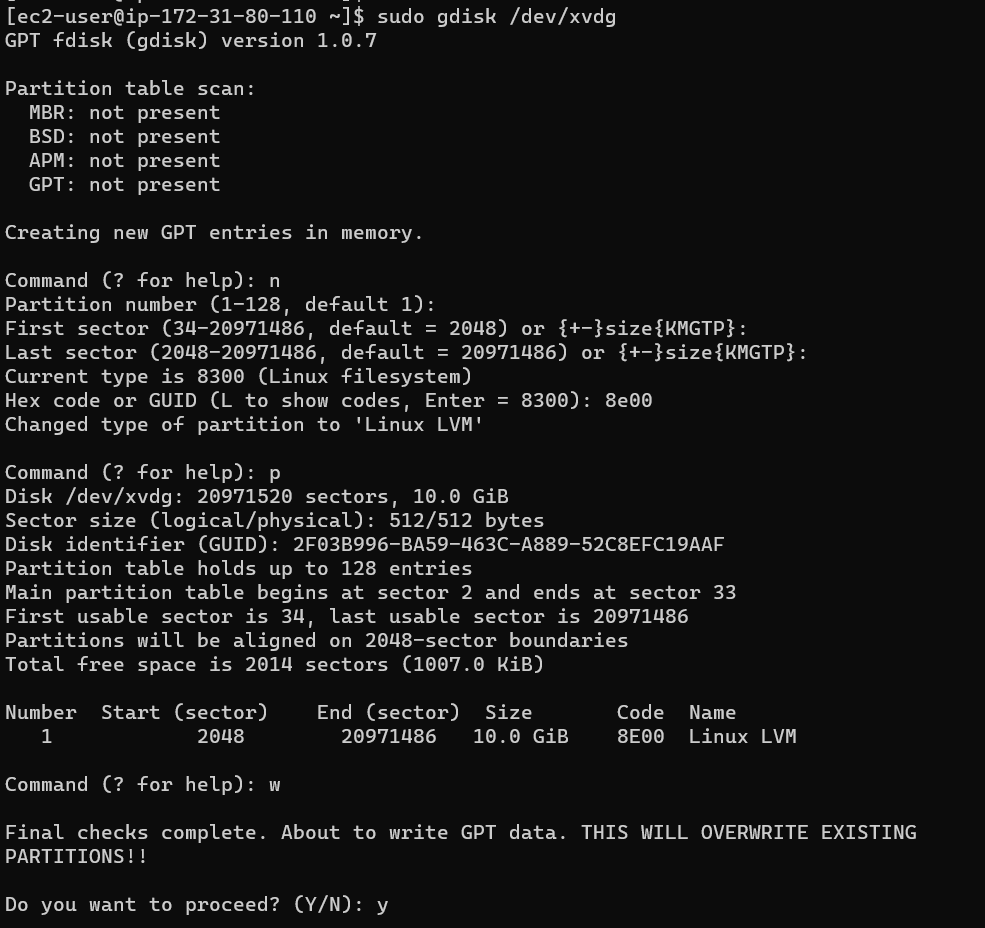 [ec2-user@ip-172-31-80-110 ~]$ sudo gdisk /dev/xvdg
GPT fdisk (gdisk) version 1.0.7

Partition table scan:
  MBR: not present
  BSD: not present
  APM: not present
  GPT: not present

Creating new GPT entries in memory.

Command (? for help): n
Partition number (1-128, default 1):
First sector (34-20971486, default = 2048) or {+-}size{KMGTP}:
Last sector (2048-20971486, default = 20971486) or {+-}size{KMGTP}:
Current type is 8300 (Linux filesystem)
Hex code or GUID (L to show codes, Enter = 8300): 8e00
Changed type of partition to 'Linux LVM'

Command (? for help): p
Disk /dev/xvdg: 20971520 sectors, 10.0 GiB
Sector size (logical/physical): 512/512 bytes
Disk identifier (GUID): 2F03B996-BA59-463C-A889-52C8EFC19AAF
Partition table holds up to 128 entries
Main partition table begins at sector 2 and ends at sector 33
First usable sector is 34, last usable sector is 20971486
Partitions will be aligned on 2048-sector boundaries
Total free space is 2014 sectors (1007.0 KiB)

Number  Start (sector)    End (sector)  Size       Code  Name
   1            2048        20971486   10.0 GiB    8E00  Linux LVM

Command (? for help): w

Final checks complete. About to write GPT data. THIS WILL OVERWRITE EXISTING
PARTITIONS!!

Do you want to proceed? (Y/N): y